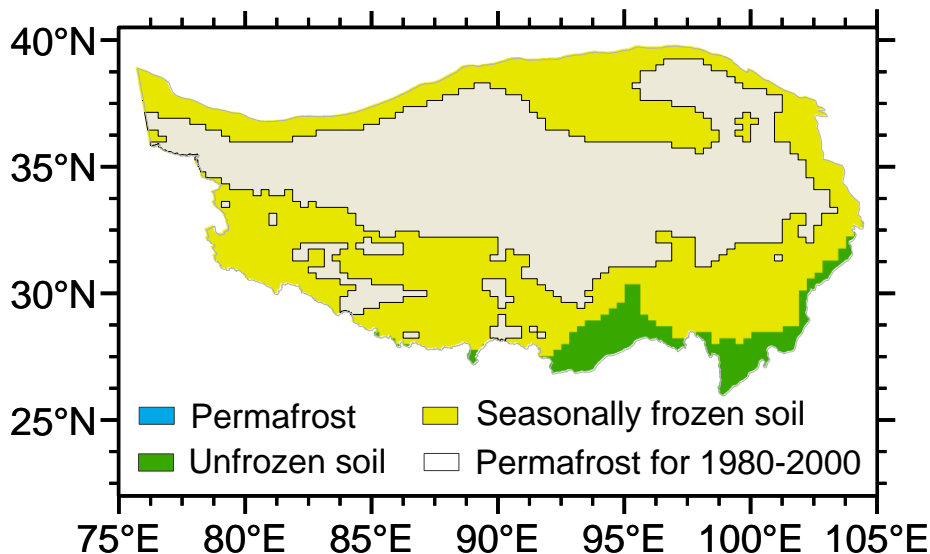 40°N
35°N
30°N
25°N
Permafrost
Seasonally frozen soil
Unfrozen soil
Permafrost for 1980-2000
75°E 80°E 85°E 90°E 95°E 100°E 105°E